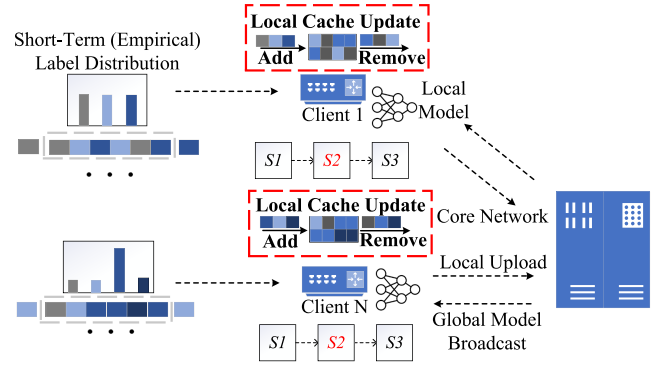 Local Cache Update
Add
Remove
Short-Term (Empirical)
Label Distribution
Client 1
Local
Model
S1
S2
S3
• • •
Local Cache Update
Add
Remove
Core Network
Local Upload
Client N
Global Model
Broadcast
S1
S2
S3
• • •